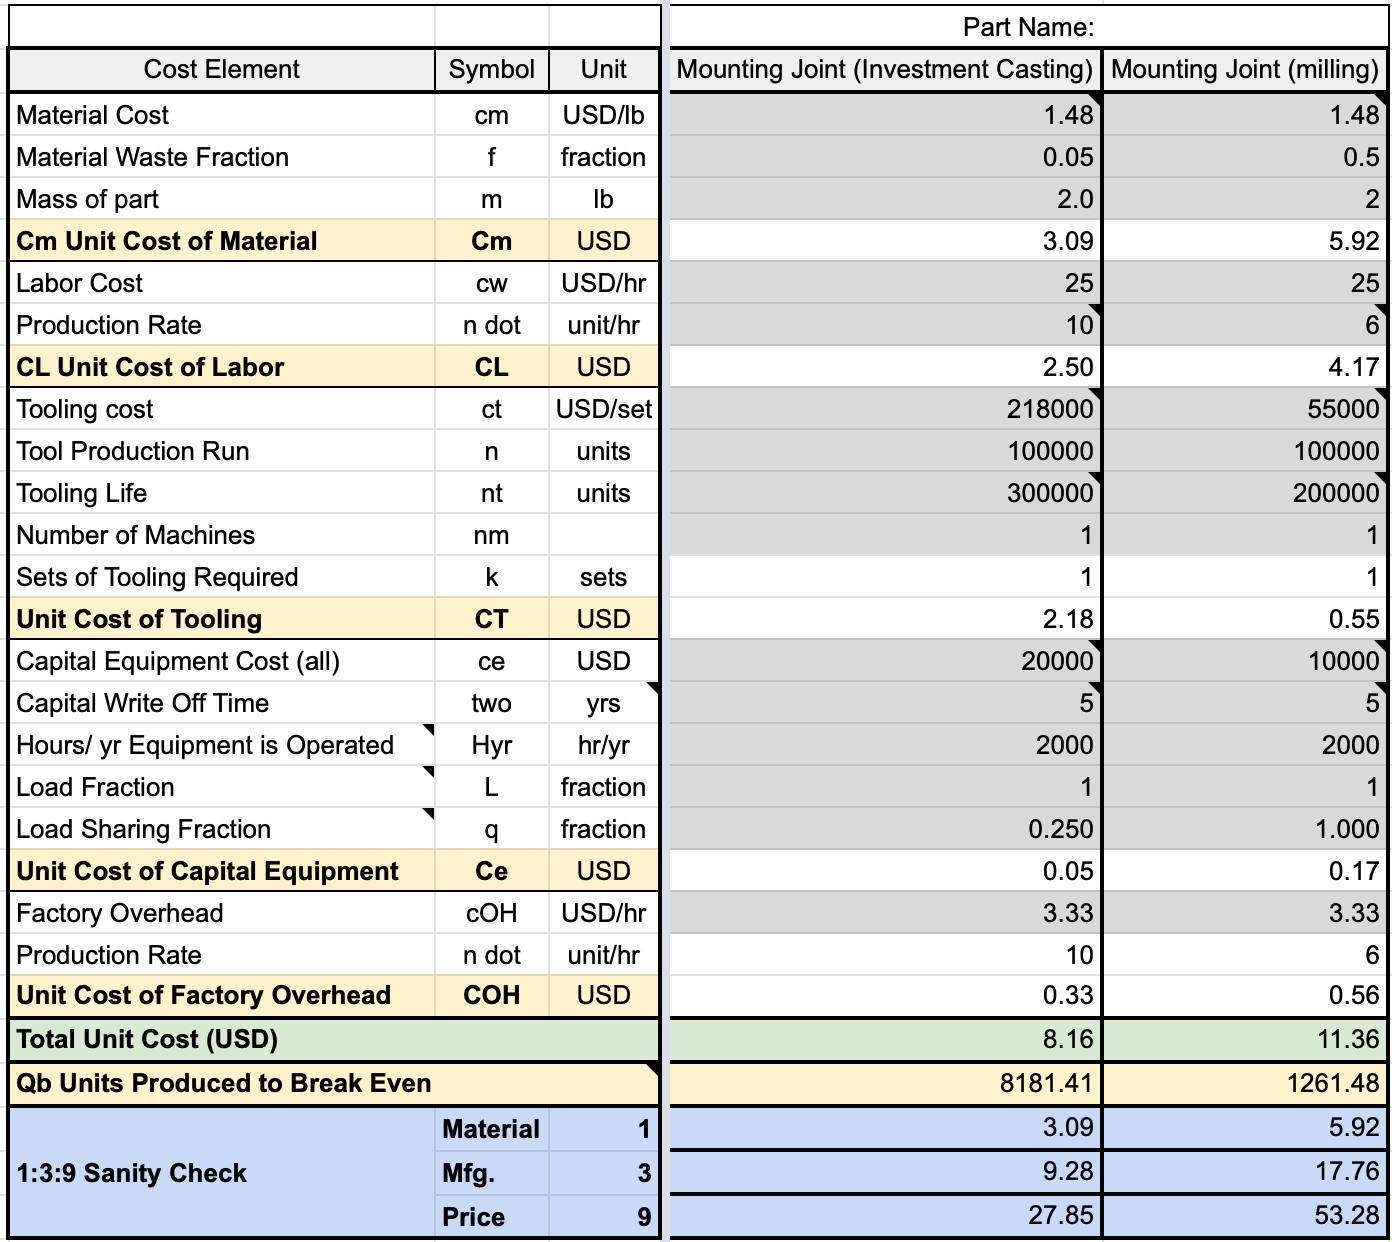 Part Name:
Cost Element Symbol Unit Mounting Joint (Investment Casting) Mounting Joint (milling)
Material Cost cm USD/lb 1.48 1.48
Material Waste Fraction f fraction 0.05 0.5
Mass of part m lb 2.0 2
Cm Unit Cost of Material Cm USD 3.09 5.92
Labor Cost cw USD/hr 25 25
Production Rate n dot unit/hr 10 6
CL Unit Cost of Labor CL USD 2.50 4.17
Tooling cost ct USD/set 218000 55000
Tool Production Run n units 100000 100000
Tooling Life nt units 300000 200000
Number of Machines nm 1 1
Sets of Tooling Required k sets 1 1
Unit Cost of Tooling CT USD 2.18 0.55
Capital Equipment Cost (all) ce USD 20000 10000
Capital Write Off Time two yrs 5 5
Hours/ yr Equipment is Operated Hyr hr/yr 2000 2000
Load Fraction L fraction 1 1
Load Sharing Fraction q fraction 0.250 1.000
Unit Cost of Capital Equipment Ce USD 0.05 0.17
Factory Overhead cOH USD/hr 3.33 3.33
Production Rate n dot unit/hr 10 6
Unit Cost of Factory Overhead COH USD 0.33 0.56
Total Unit Cost (USD) 8.16 11.36
Qb Units Produced to Break Even 8181.41 1261.48
Material 1 3.09 5.92
1:3:9 Sanity Check Mfg. 3 9.28 17.76
Price 9 27.85 53.28